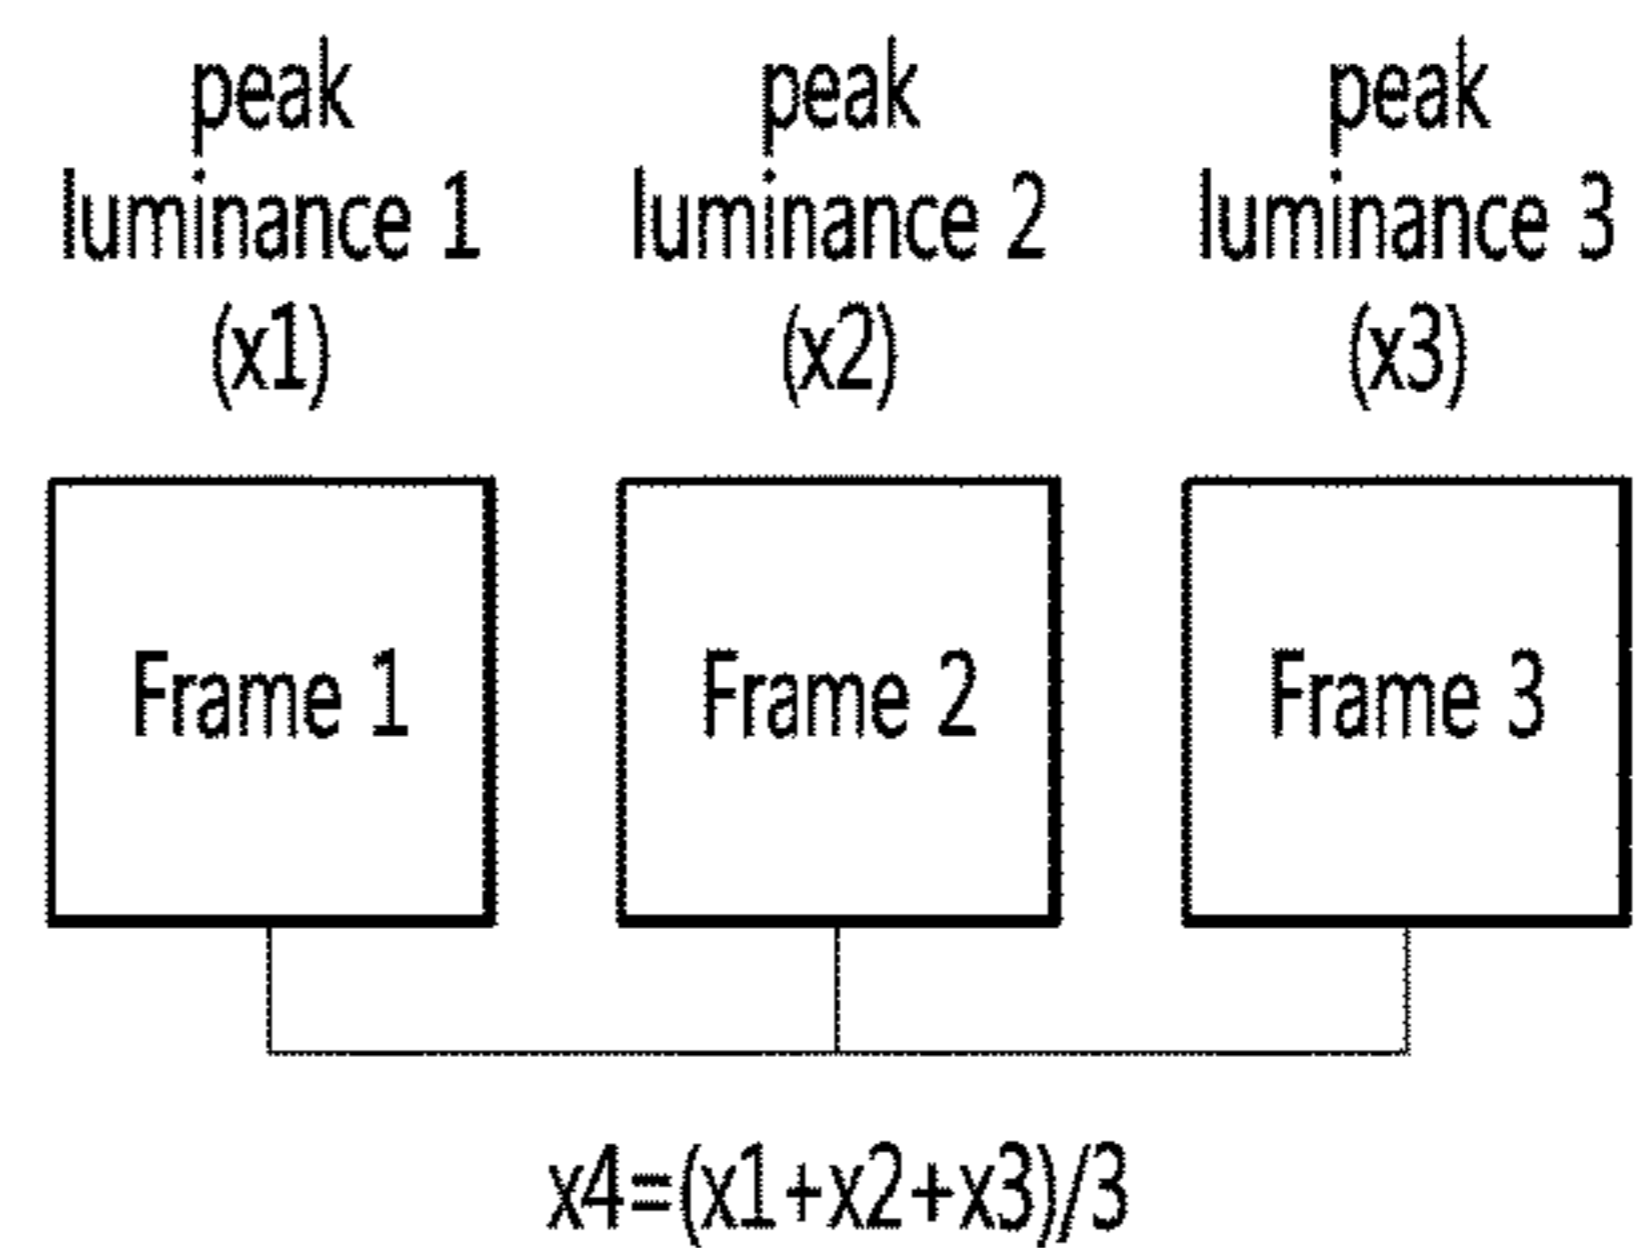 peak
luminance 1
(x1)
peak
luminance 2
(x2)
peak
luminance 3
(x3)
Frame 1
Frame 2
Frame 3
x4=(x1+x2+x3)/3